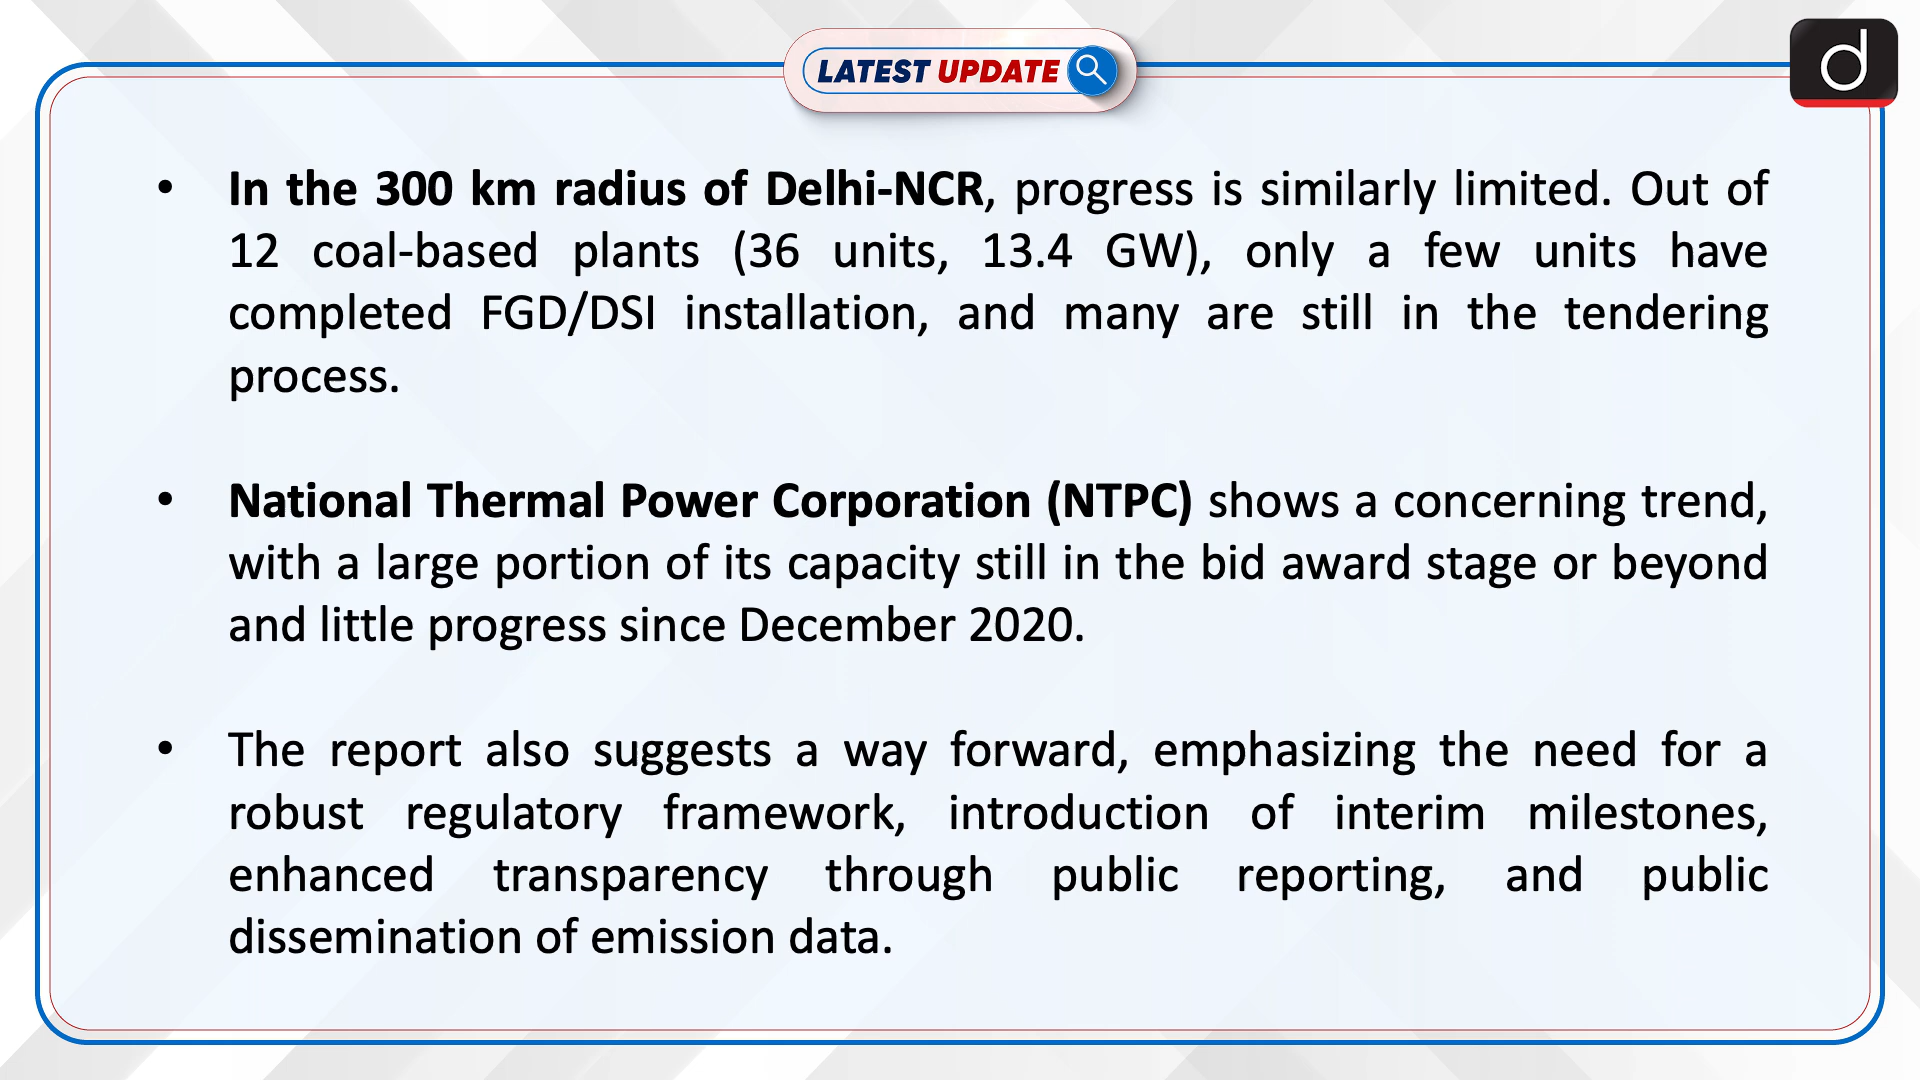 LATEST UPDATE
d
• In the 300 km radius of Delhi-NCR, progress is similarly limited. Out of
12 coal-based plants (36 units, 13.4 GW), only a few units have
completed FGD/DSI installation, and many are still in the tendering
process.
• National Thermal Power Corporation (NTPC) shows a concerning trend,
with a large portion of its capacity still in the bid award stage or beyond
and little progress since December 2020.
• The report also suggests a way forward, emphasizing the need for a
robust regulatory framework, introduction of interim milestones,
enhanced transparency through public reporting, and public
dissemination of emission data.